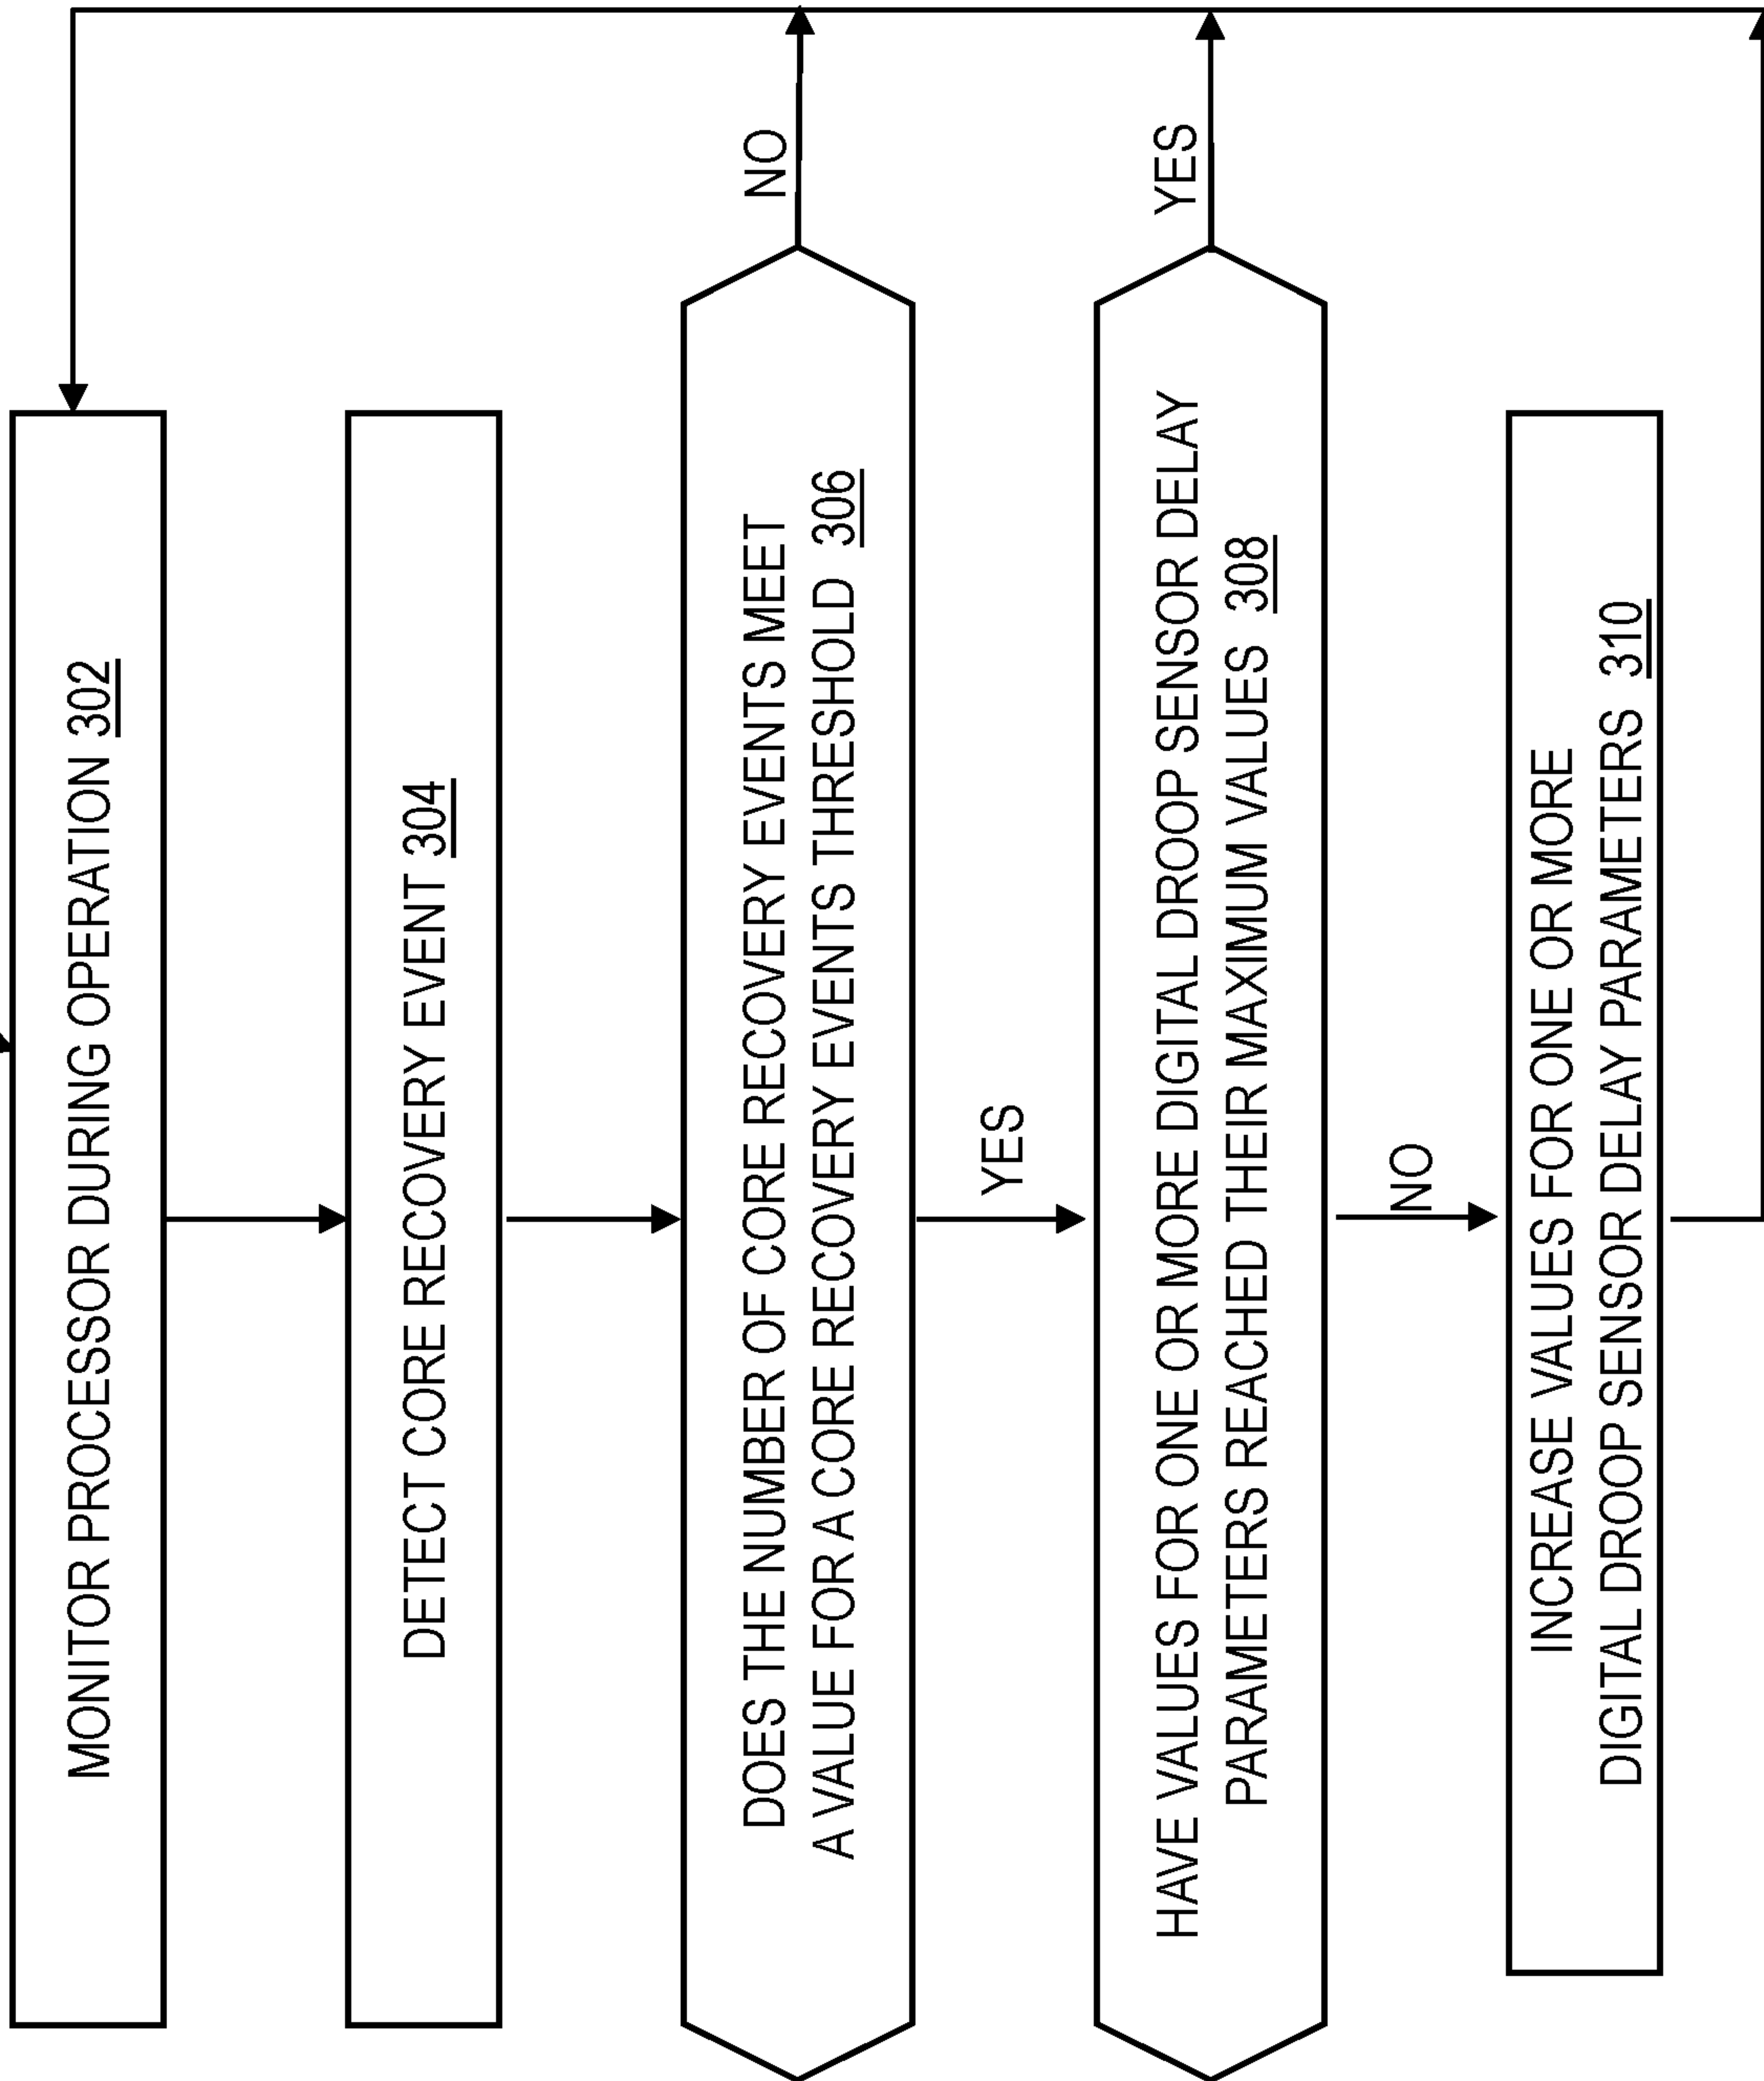 MONITOR PROCESSOR DURING OPERATION 302
DETECT CORE RECOVERY EVENT 304
DOES THE NUMBER OF CORE RECOVERY EVENTS MEET
A VALUE FOR A CORE RECOVERY EVENTS THRESHOLD 306
NO
YES
HAVE VALUES FOR ONE OR MORE DIGITAL DROOP SENSOR DELAY
PARAMETERS REACHED THEIR MAXIMUM VALUES 308
YES
NO
INCREASE VALUES FOR ONE OR MORE
DIGITAL DROOP SENSOR DELAY PARAMETERS 310